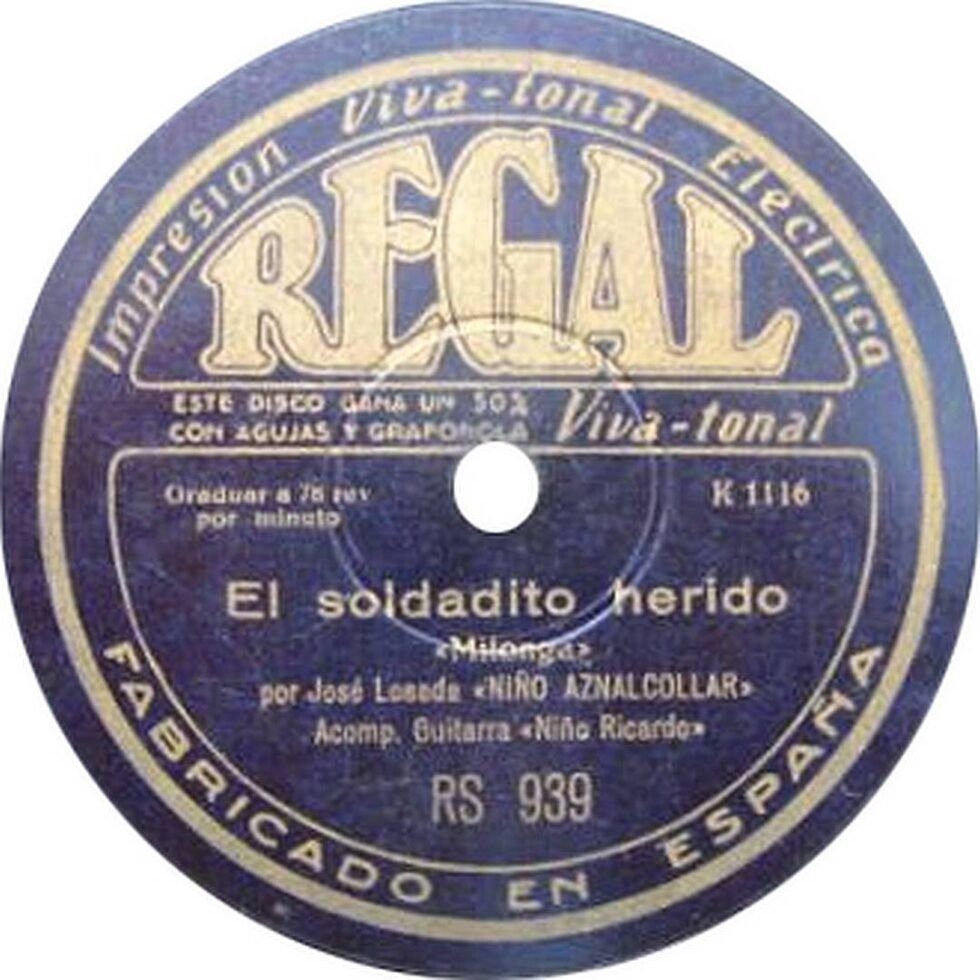 Impresion Viva-tonal Electrica
REGAL
ESTE DISCO GANA UN 50%
CON AGUJAS Y GRAFONOLA Viva-tonal
Graduar a 78 rev
por minuto
K 1116
El soldadito herido
«Milonga»
por José Losada «NIÑO AZNALCOLLAR»
Acomp. Guitarra «Niño Ricardo»
RS 939
FABRICADO EN ESPAÑA